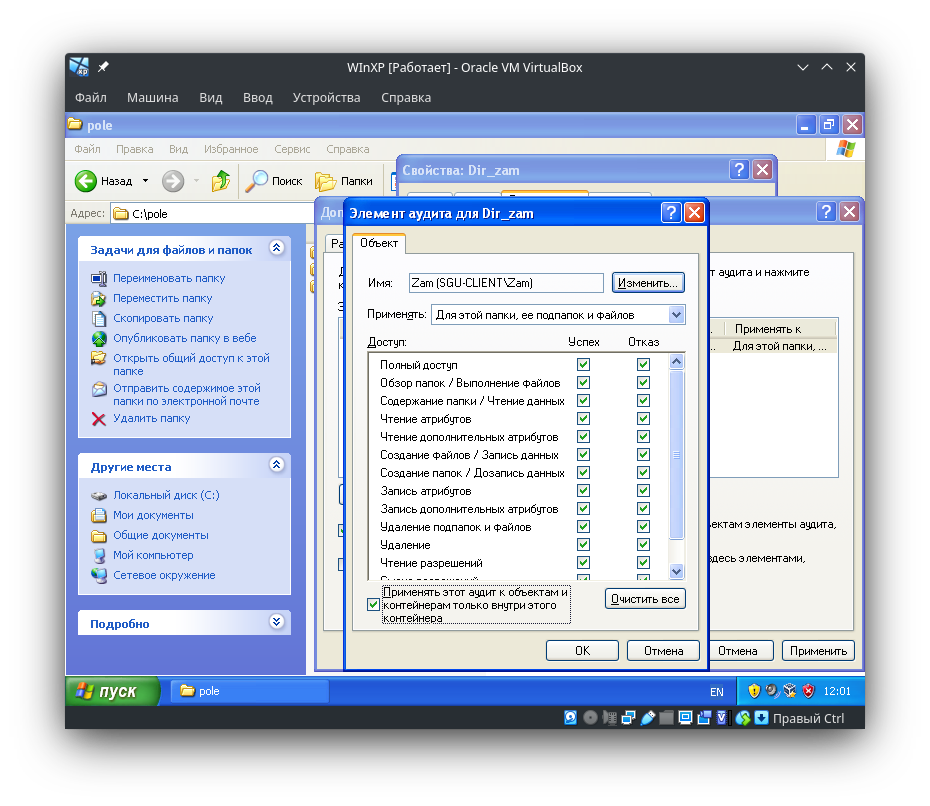 WInXP [Работает] - Oracle VM VirtualBox
Файл Машина Вид Ввод Устройства Справка
pole
Файл Правка Вид Избранное Сервис Справка
Свойства: Dir_zam
Назад Поиск Папки
Адрес: C:\pole
Элемент аудита для Dir_zam
Объект
Имя: Zam (SGU-CLIENT\Zam) Изменить...
Применять: Для этой папки, ее подпапок и файлов
Доступ: Успех Отказ
Полный доступ
Обзор папок / Выполнение файлов
Содержание папки / Чтение данных
Чтение атрибутов
Чтение дополнительных атрибутов
Создание файлов / Запись данных
Создание папок / Дозапись данных
Запись атрибутов
Запись дополнительных атрибутов
Удаление подпапок и файлов
Удаление
Чтение разрешений
Применять этот аудит к объектам и
контейнерам только внутри этого
контейнера
Очистить все
OK Отмена
т аудита и нажмите
Применять к
Для этой папки, ...
ъектам элементы аудита,
здесь элементами,
Отмена Применить
Задачи для файлов и папок
Переименовать папку
Переместить папку
Скопировать папку
Опубликовать папку в вебе
Открыть общий доступ к этой
папке
Отправить содержимое этой
папки по электронной почте
Удалить папку
Другие места
Локальный диск (C:)
Мои документы
Общие документы
Мой компьютер
Сетевое окружение
Подробно
пуск pole EN 12:01
Правый Ctrl